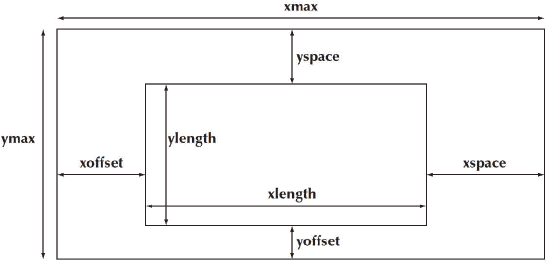 xmax
yspace
ymax
ylength
xoffset
xspace
xlength
yoffset